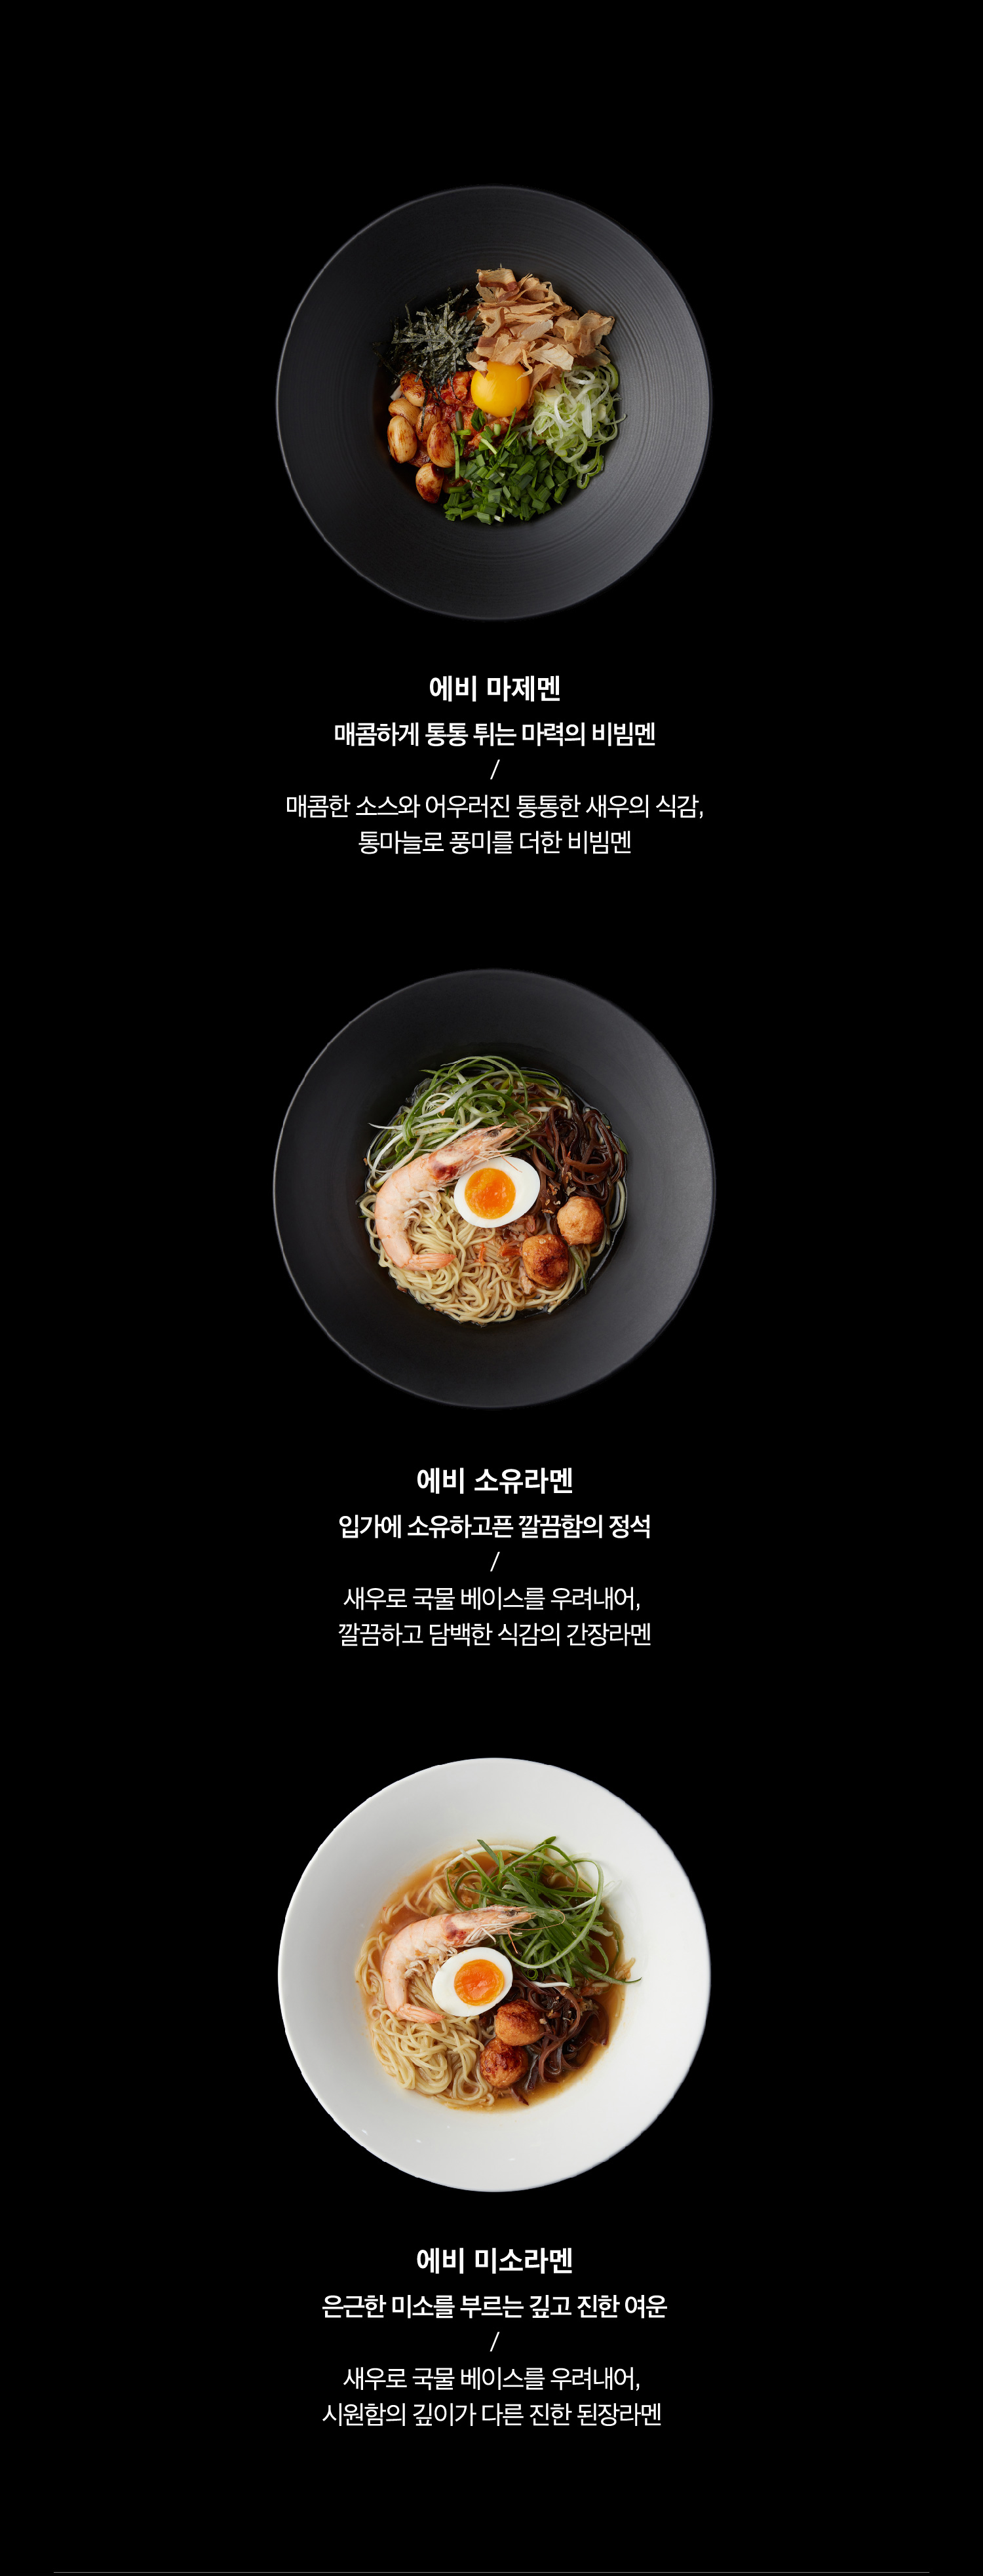 에비 마제멘
매콤하게 통통 튀는 마력의 비빔멘
/
매콤한 소스와 어우러진 통통한 새우의 식감,
통마늘로 풍미를 더한 비빔멘
에비 소유라멘
입가에 소유하고픈 깔끔함의 정석
/
새우로 국물 베이스를 우려내어,
깔끔하고 담백한 식감의 간장라멘
에비 미소라멘
은근한 미소를 부르는 깊고 진한 여운
/
새우로 국물 베이스를 우려내어,
시원함의 깊이가 다른 진한 된장라멘